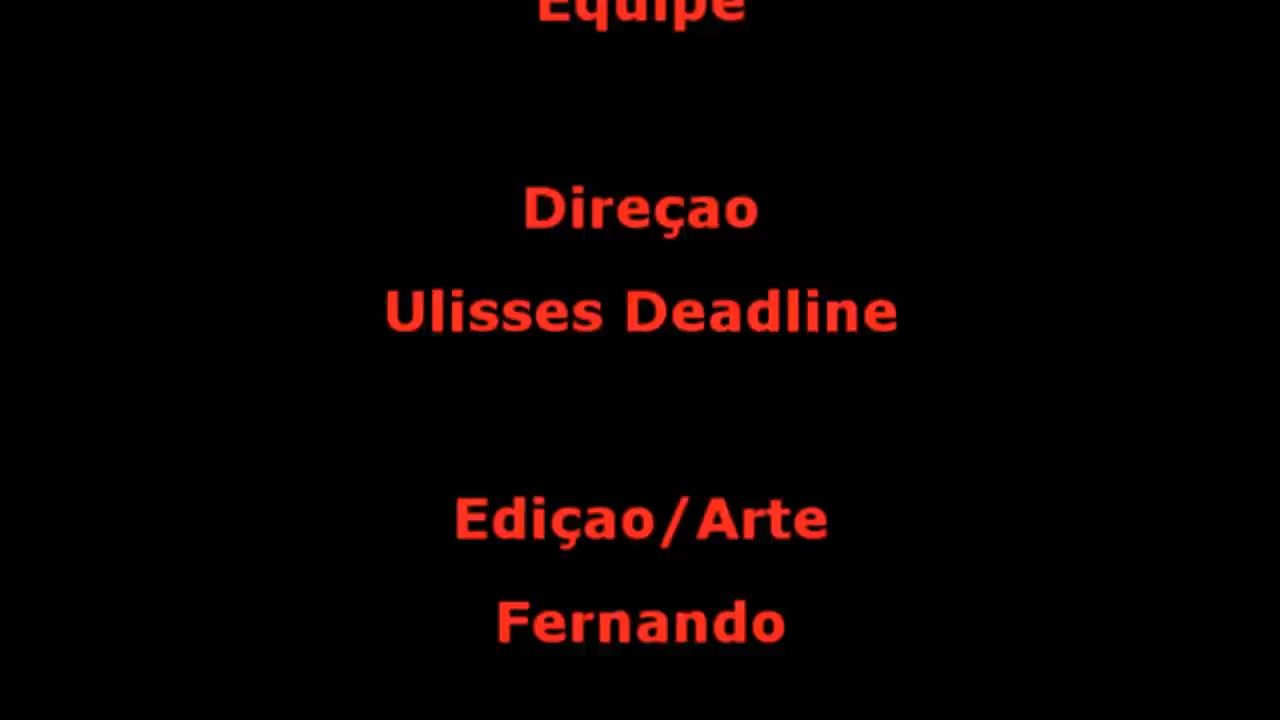 Equipe
Direçao
Ulisses Deadline
Ediçao/Arte
Fernando